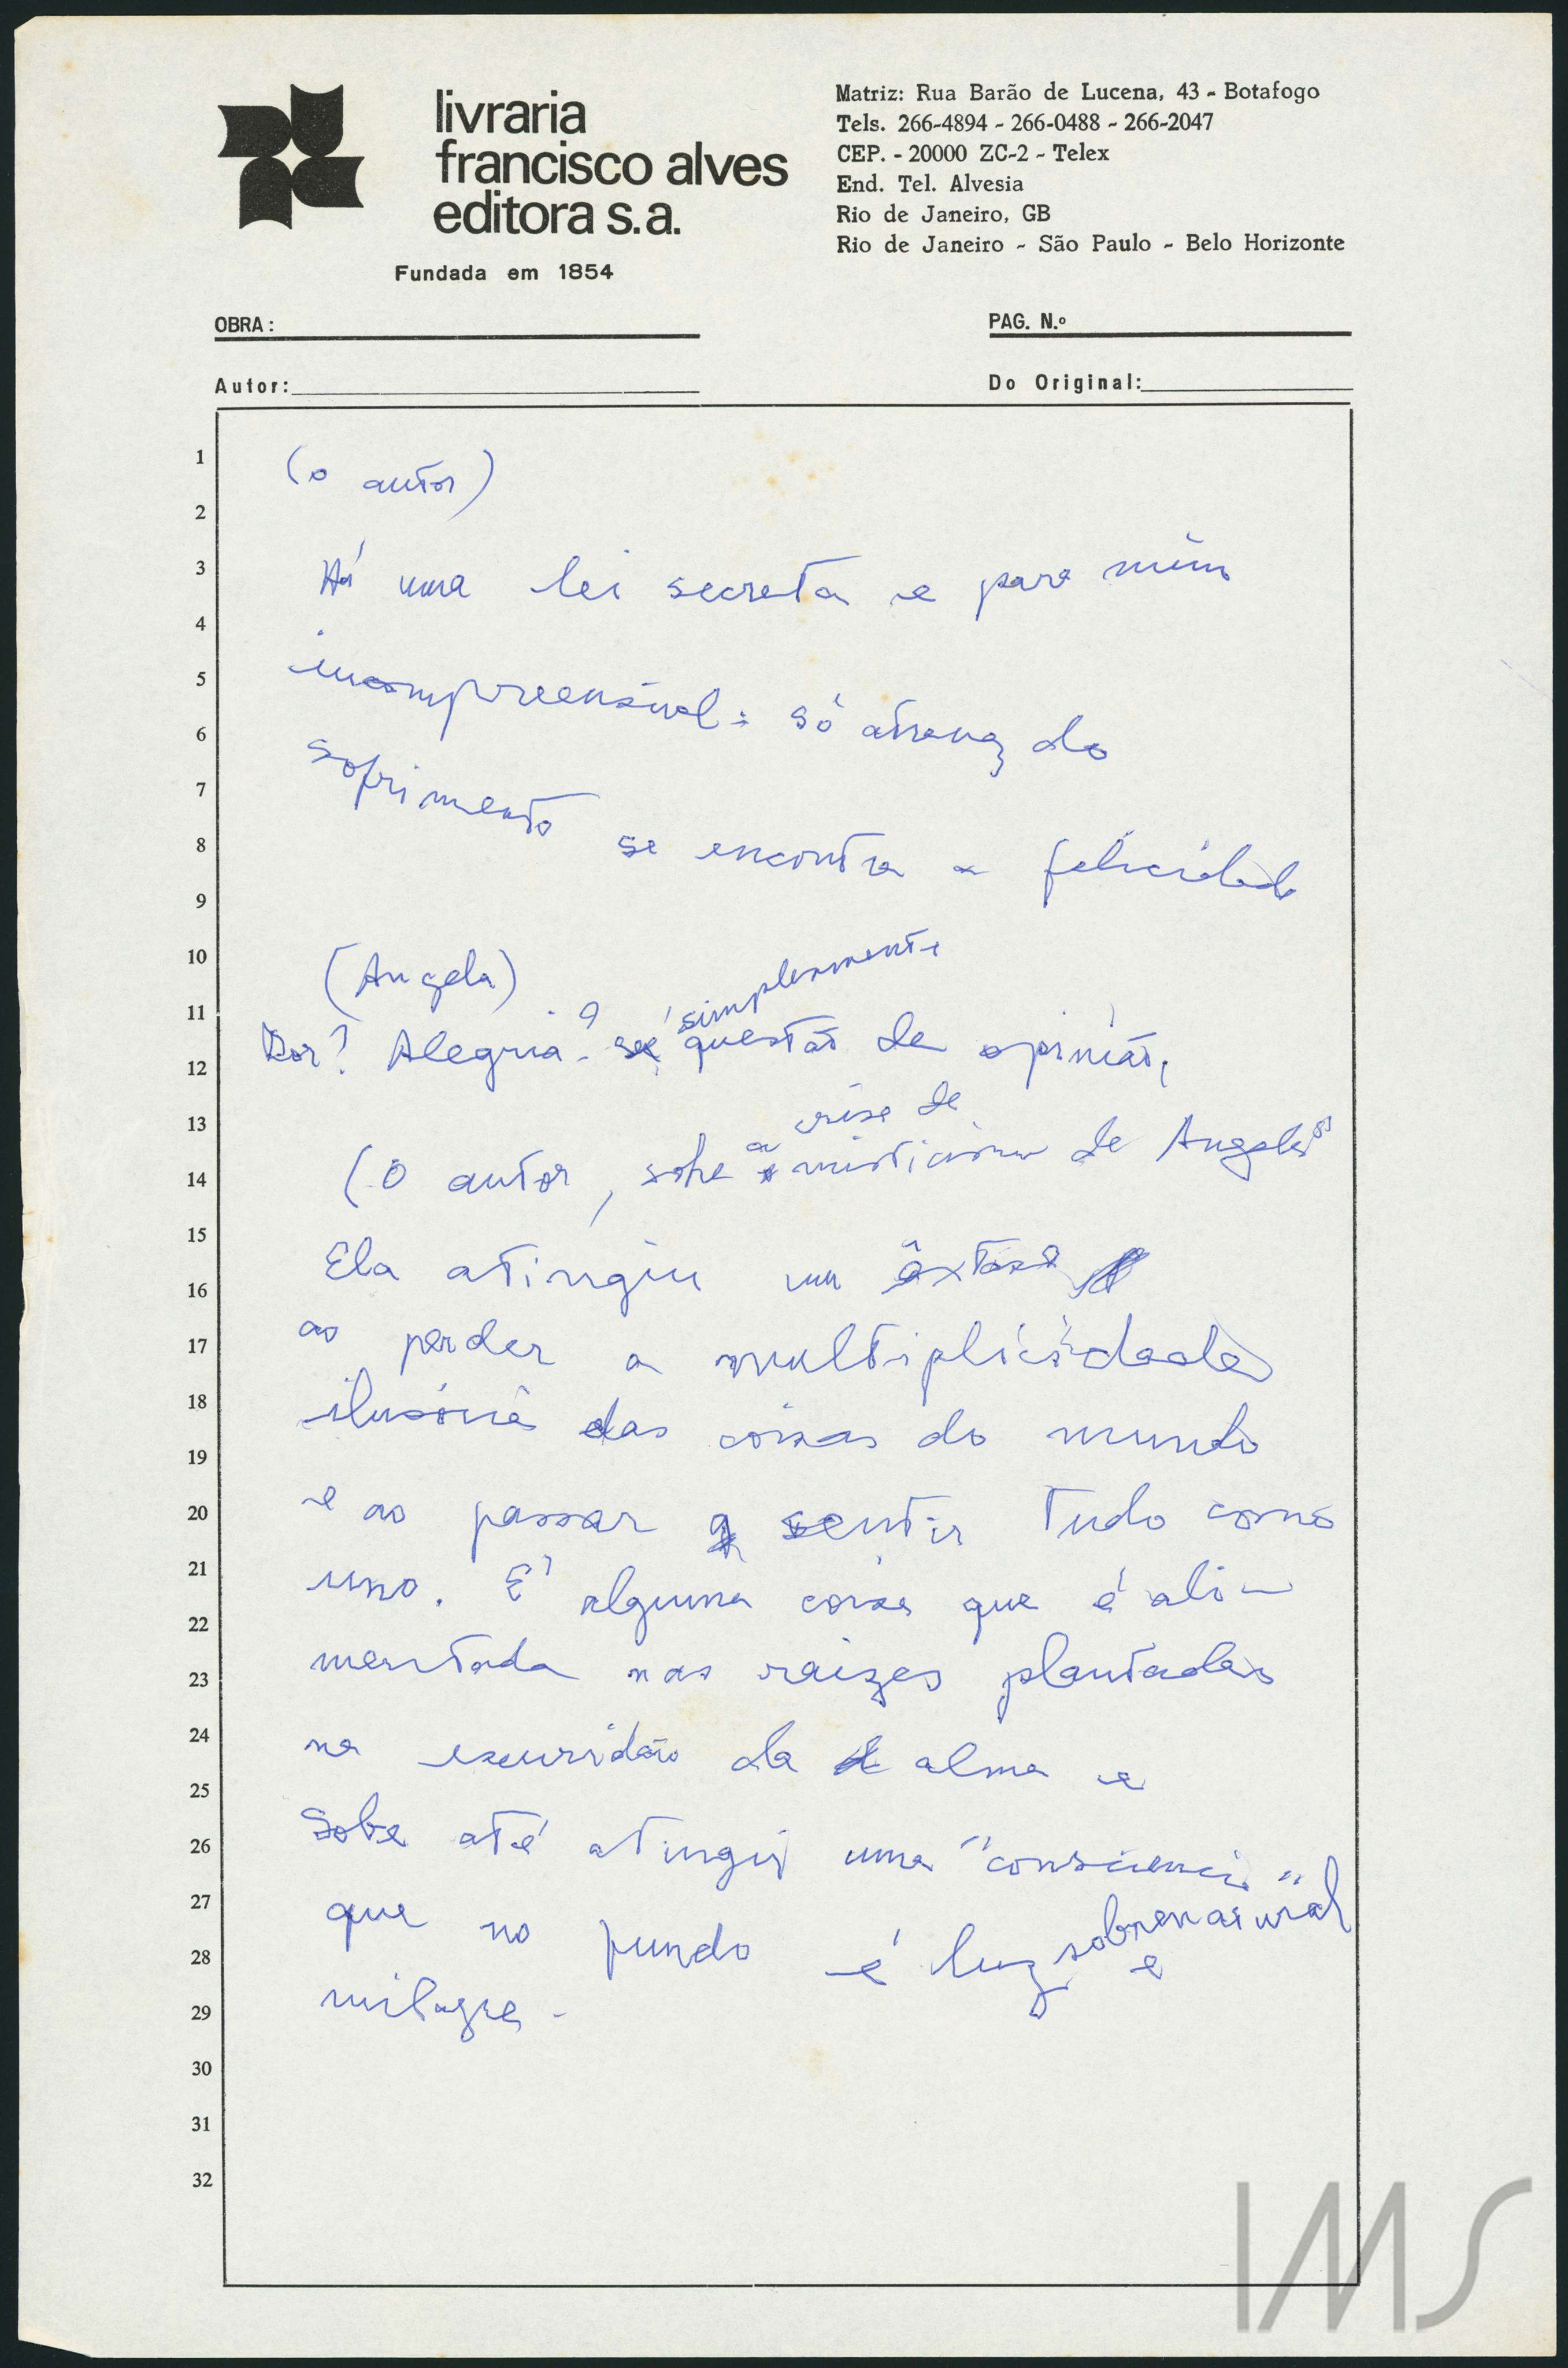 livraria
francisco alves
editora s.a.
Fundada em 1854
Matriz: Rua Barão de Lucena, 43 - Botafogo
Tels. 266-4894 - 266-0488 - 266-2047
CEP. - 20000 ZC-2 - Telex
End. Tel. Alvesia
Rio de Janeiro, GB
Rio de Janeiro - São Paulo - Belo Horizonte
OBRA:
PAG. N.º
Autor:
Do Original:
1
2
3
4
5
6
7
8
9
10
11
12
13
14
15
16
17
18
19
20
21
22
23
24
25
26
27
28
29
30
31
32
(o autor)
Há uma lei secreta e para mim
incompreensivel: só atravez do
sofrimento
se encontra a felicidade
(Angela)
simplesmente
Dor? Alegria? é questão de opinião.
crise de
(O autor, sobre a misticismo de Angela)
Ela atingiu um êxtase
ao perder a multiplicidade
ilusória das coisas do mundo
e ao passar a sentir tudo como
uno. É alguma coisa que é ali-
mentada nas raizes plantadas
na escuridão da alma e
sobe até atingir uma "consciencia"
sobrenatural
que no fundo é luz e
milagre.
IMS